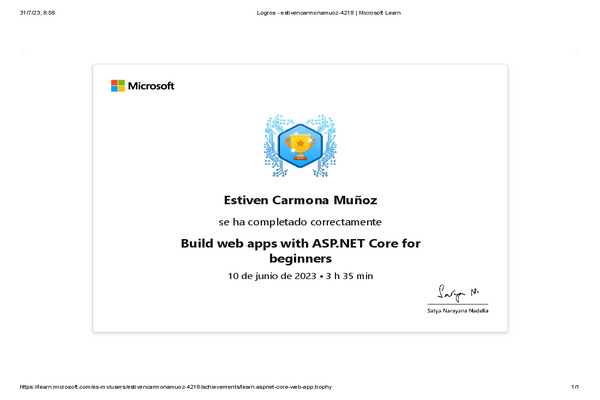 31/7/23, 8:58
Logros - estivencarmonamuoz-4218 | Microsoft Learn
Microsoft
Estiven Carmona Muñoz
se ha completado correctamente
Build web apps with ASP.NET Core for
beginners
10 de junio de 2023 • 3 h 35 min
Satya N.
Satya Narayana Nadella
https://learn.microsoft.com/es-mx/users/estivencarmonamuoz-4218/achievements/learn.aspnet-core-web-app.trophy
1/1